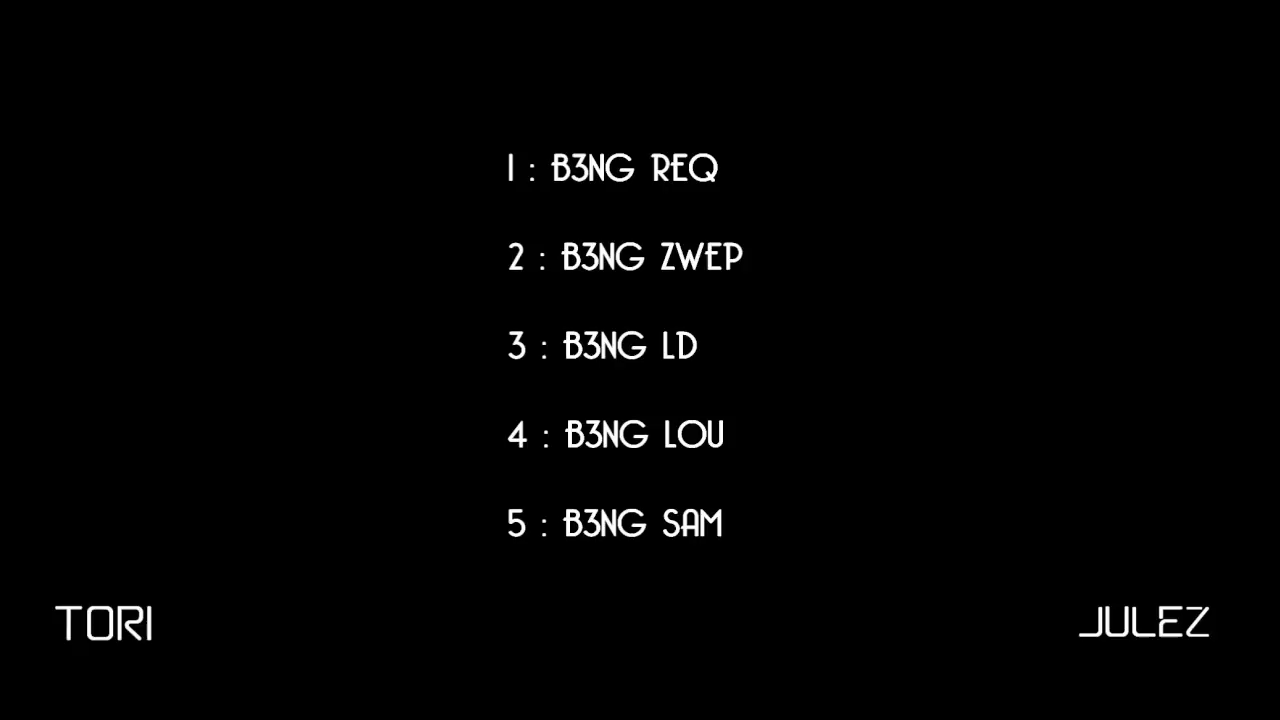 1 : B3NG REQ
2 : B3NG ZWEP
3 : B3NG LD
4 : B3NG LOU
5 : B3NG SAM
TORI
JULEZ